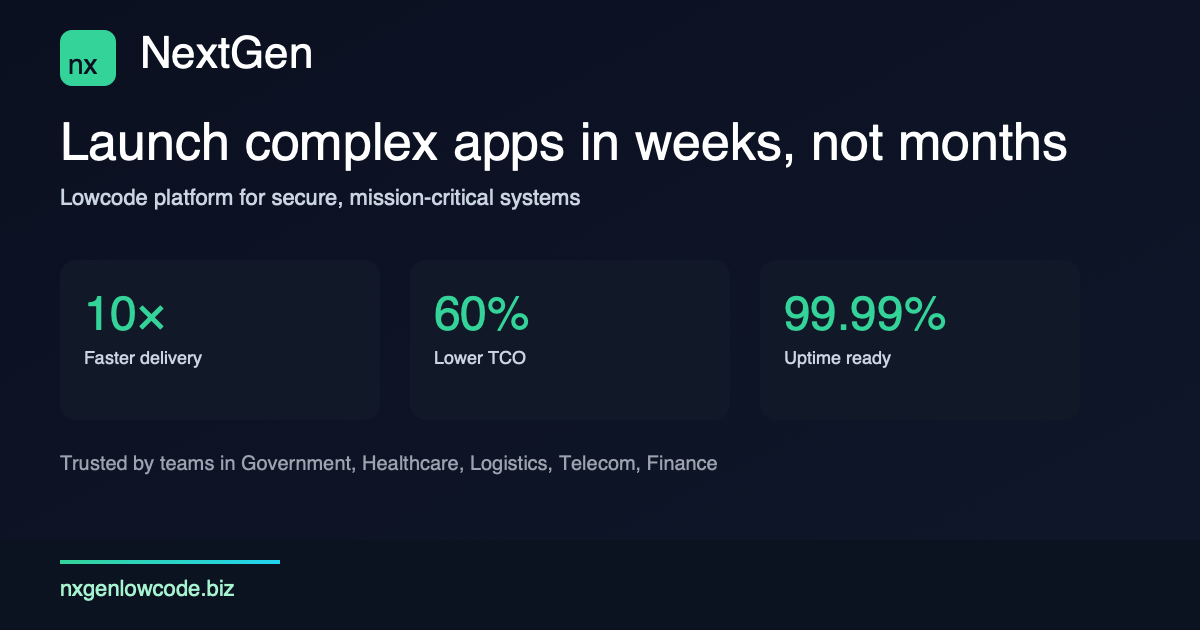 nx
NextGen
Launch complex apps in weeks, not months
Lowcode platform for secure, mission-critical systems
10×
Faster delivery
60%
Lower TCO
99.99%
Uptime ready
Trusted by teams in Government, Healthcare, Logistics, Telecom, Finance
nxgenlowcode.biz